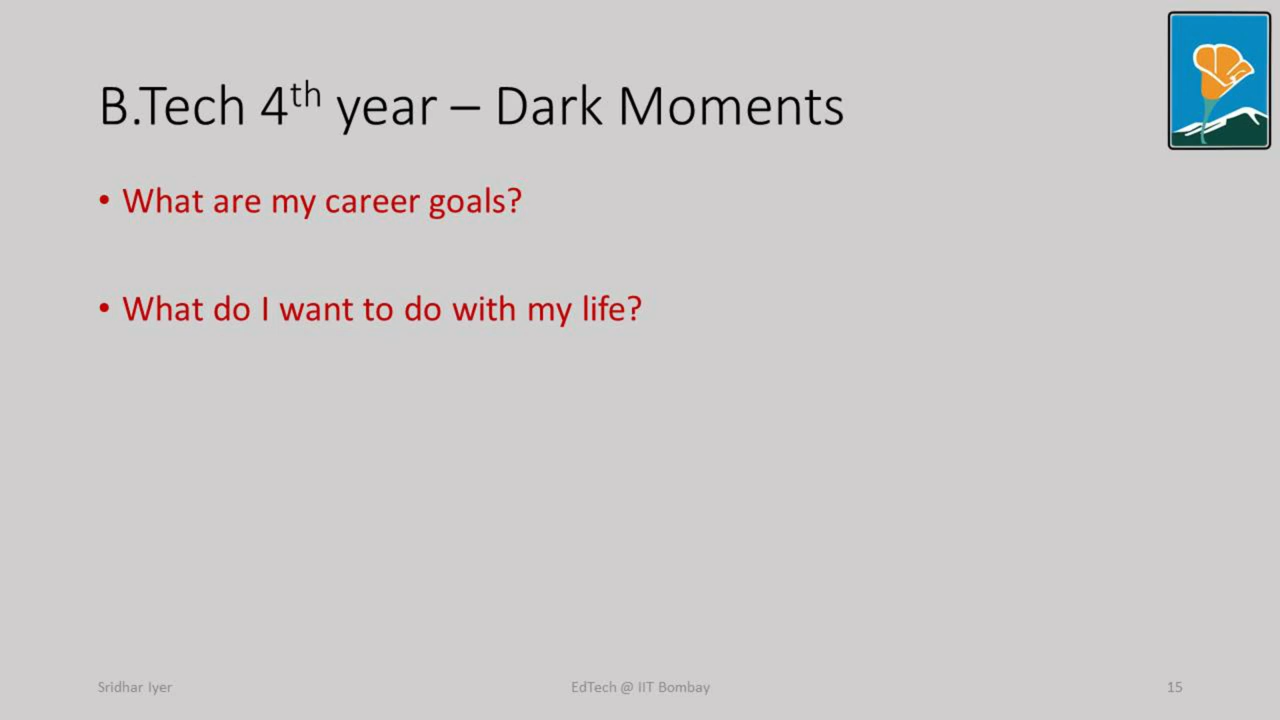 B.Tech 4th year – Dark Moments
• What are my career goals?
• What do I want to do with my life?
Sridhar Iyer
EdTech @ IIT Bombay
15